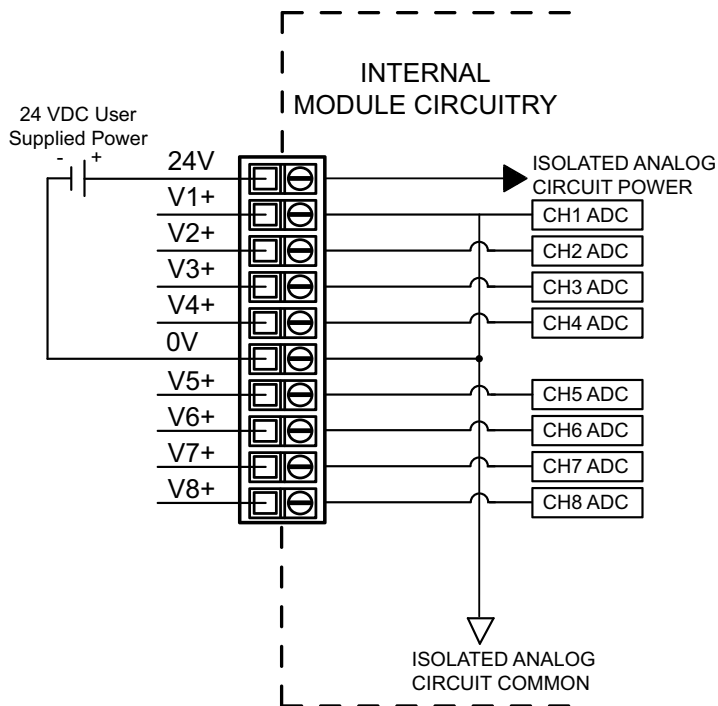 INTERNAL
MODULE CIRCUITRY
24 VDC User
Supplied Power
- +
24V
ISOLATED ANALOG
CIRCUIT POWER
V1+
CH1 ADC
V2+
CH2 ADC
V3+
CH3 ADC
V4+
CH4 ADC
0V
V5+
CH5 ADC
V6+
CH6 ADC
V7+
CH7 ADC
V8+
CH8 ADC
ISOLATED ANALOG
CIRCUIT COMMON